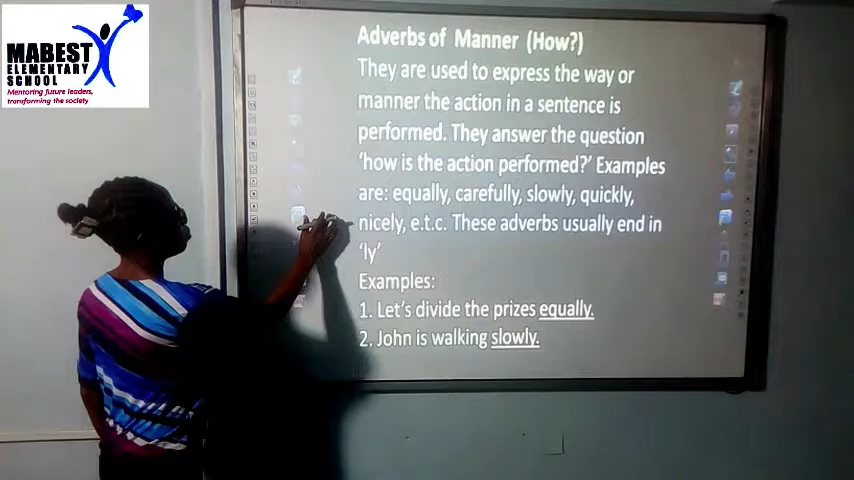 MABEST
ELEMENTARY
SCHOOL
Mentoring future leaders,
transforming the society
Adverbs of Manner (How?)
They are used to express the way or
manner the action in a sentence is
performed. They answer the question
‘how is the action performed?’ Examples
are: equally, carefully, slowly, quickly,
nicely, e.t.c. These adverbs usually end in
‘ly’
Examples:
1. Let’s divide the prizes equally.
2. John is walking slowly.